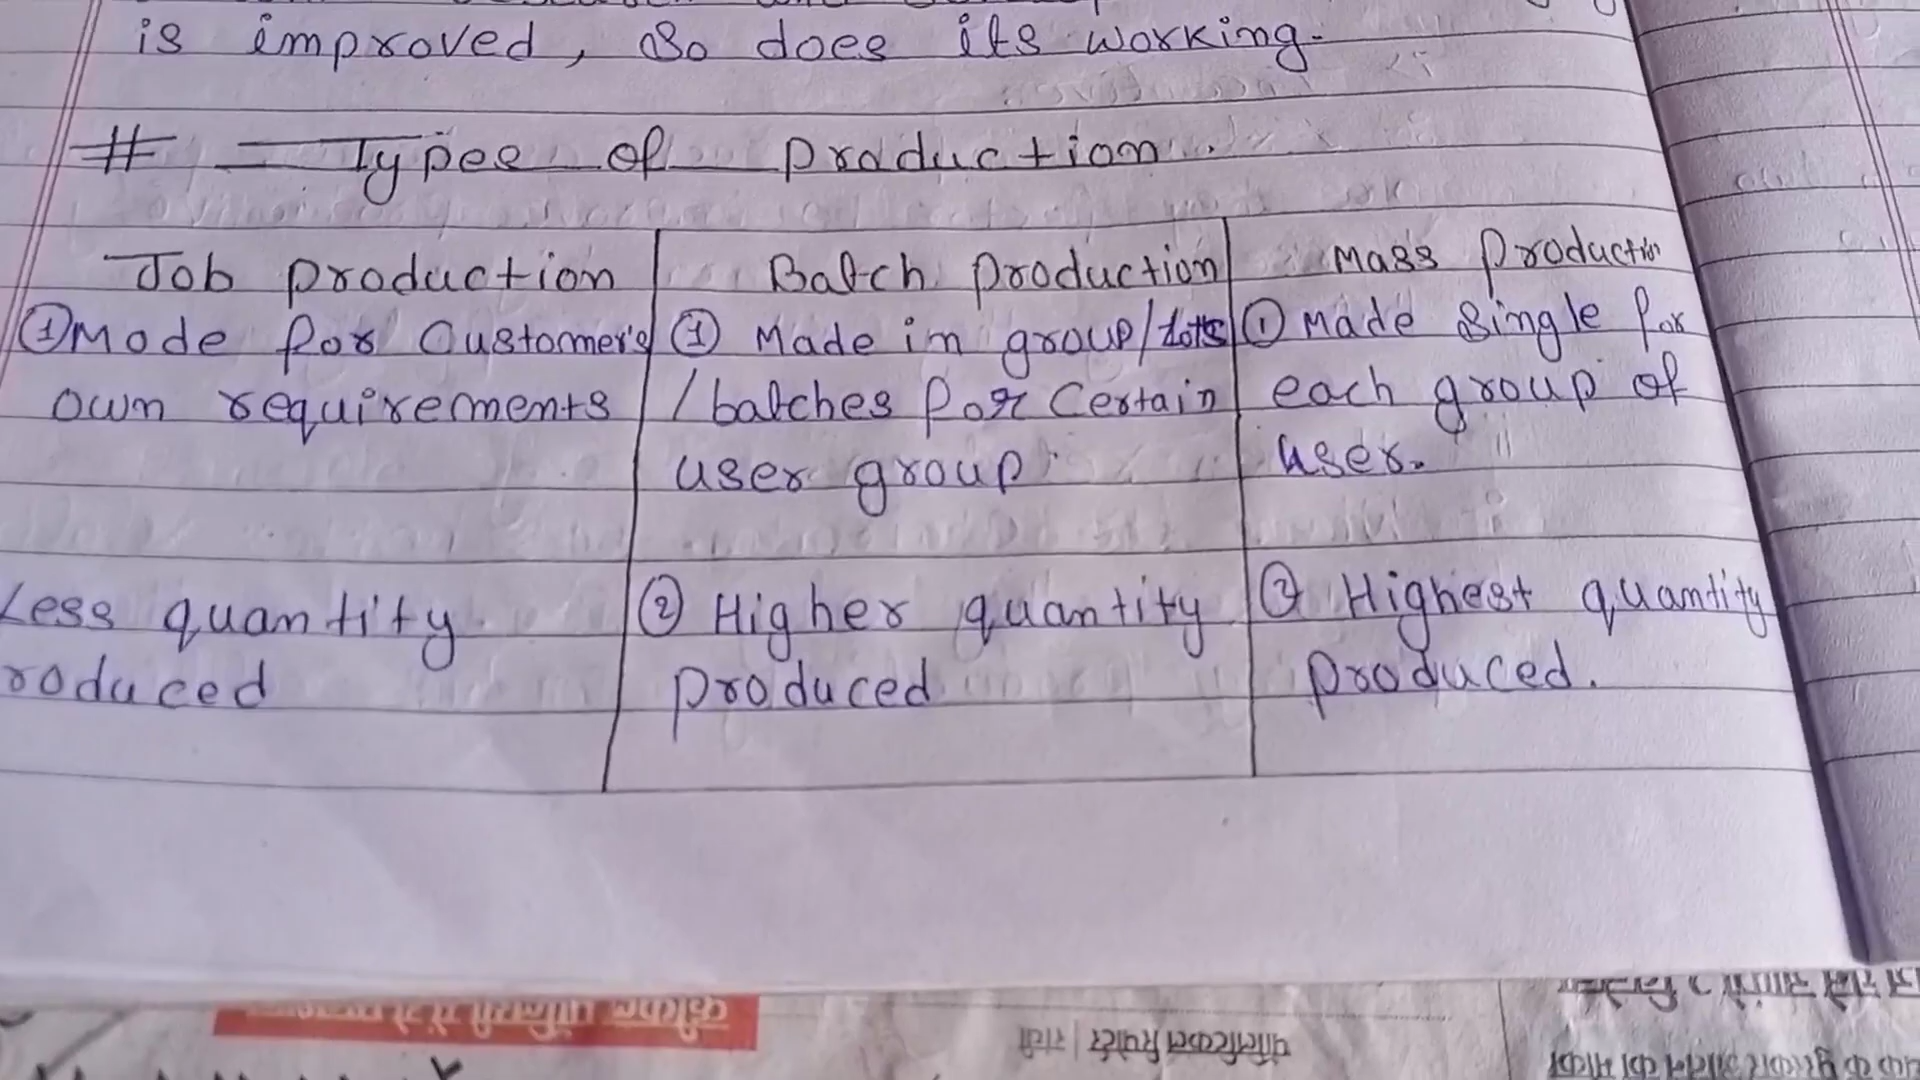 is improved, so does its working.
# Types of production.
Job production
Batch production
Mass Production
① Mode for Customer's
own requirements
① Made in group/lotts
/batches for Certain
user group
① Made single for
each group of
user.
Less quantity
roduced
② Higher quantity
produced
② Highest quantity
produced.